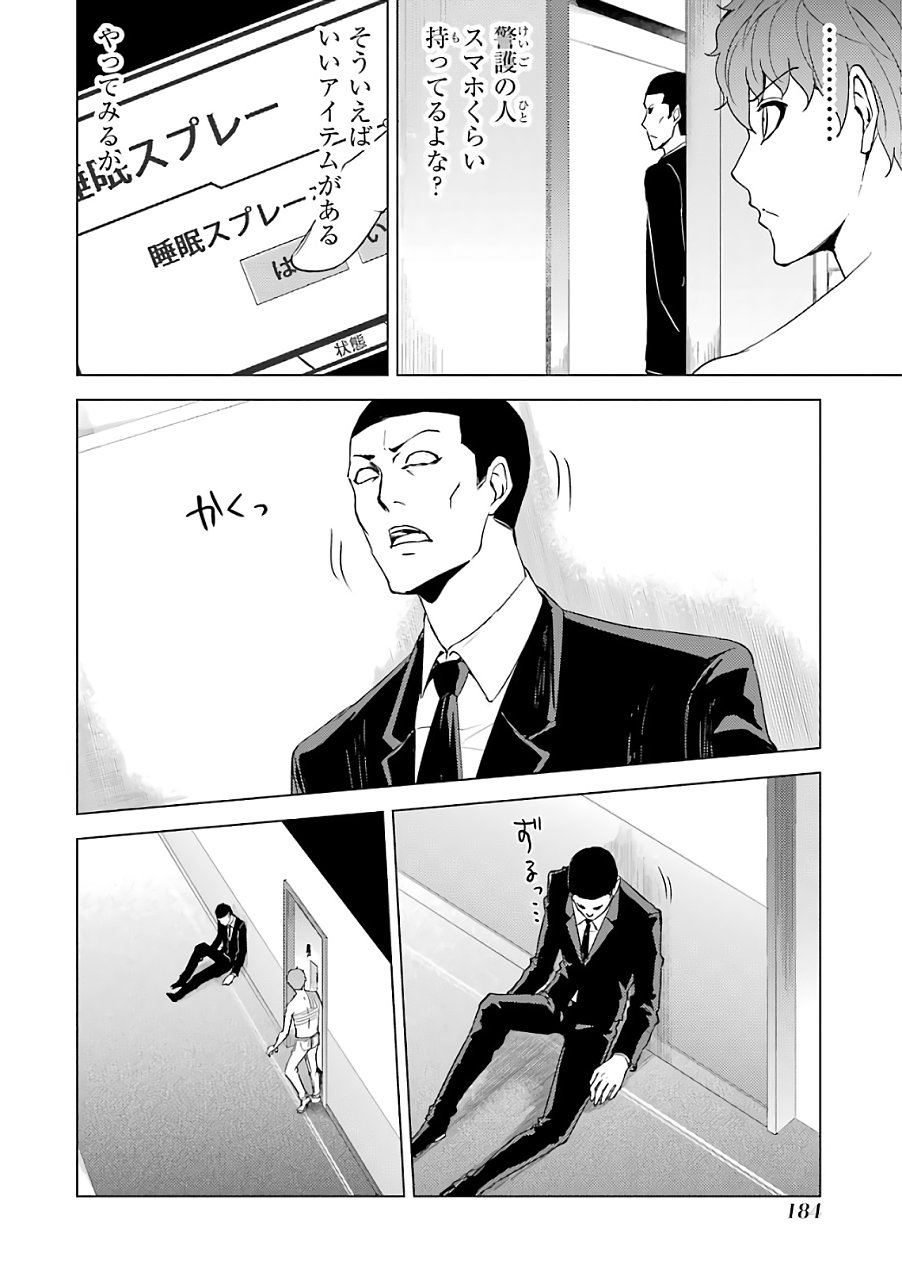 ………
警護の人
スマホくらい
持ってるよな？
そういえば
いいアイテムがある
やってみるか
睡眠スプレー
睡眠スプレー
は
い
状態
かくっ
ずるっ…
184